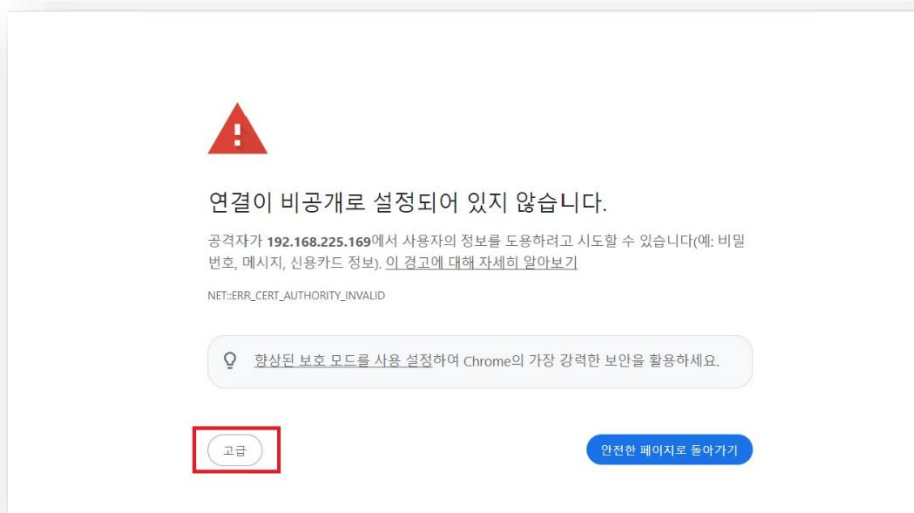 연결이 비공개로 설정되어 있지 않습니다.
공격자가 192.168.225.169에서 사용자의 정보를 도용하려고 시도할 수 있습니다(예: 비밀
번호, 메시지, 신용카드 정보). 이 경고에 대해 자세히 알아보기
NET::ERR_CERT_AUTHORITY_INVALID
향상된 보호 모드를 사용 설정하여 Chrome의 가장 강력한 보안을 활용하세요.
고급
안전한 페이지로 돌아가기